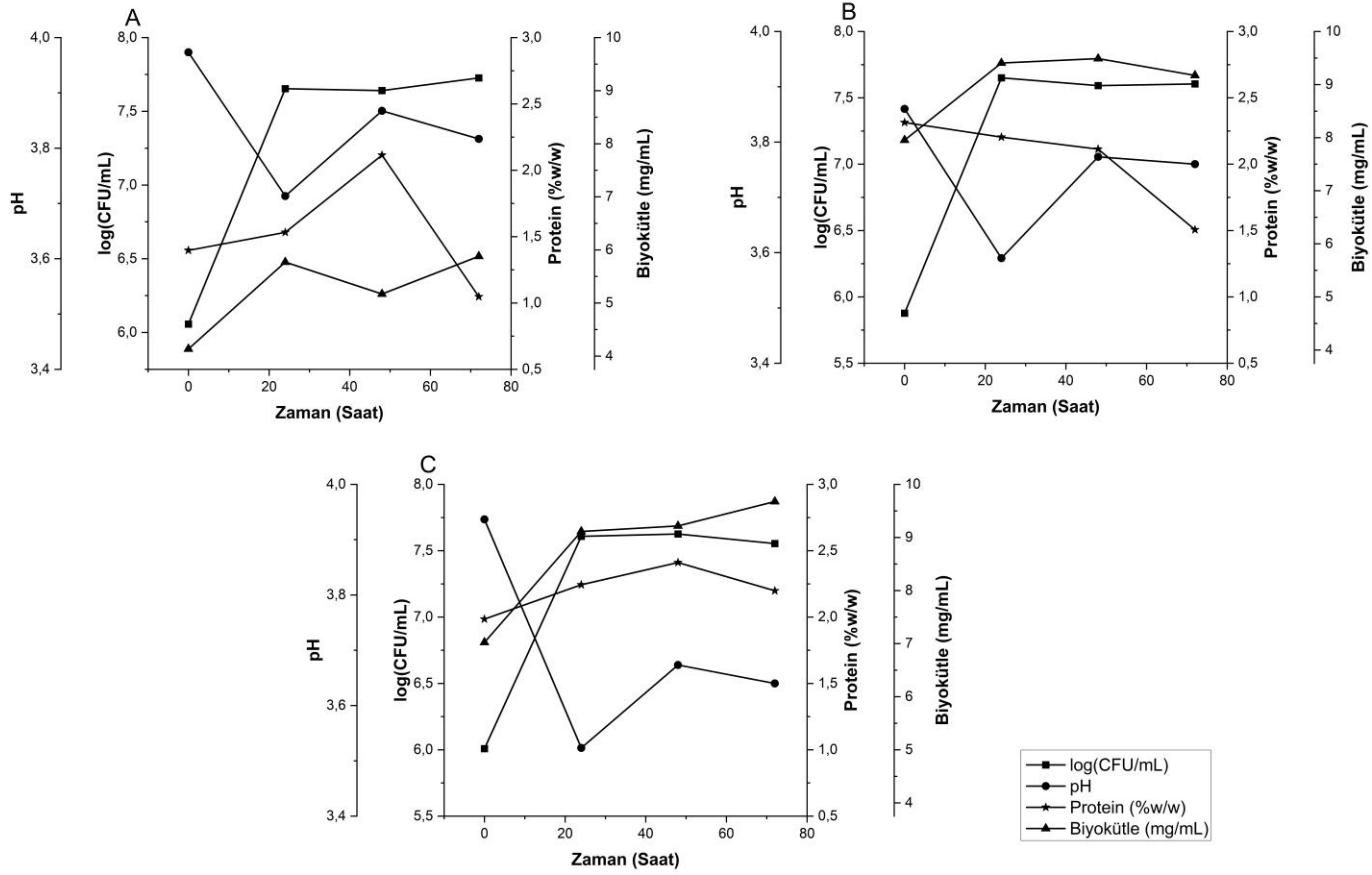 A
4,0
3,8
3,6
3,4
pH
8,0
7,5
7,0
6,5
6,0
log(CFU/mL)
3,0
2,5
2,0
1,5
1,0
0,5
Protein (%w/w)
10
9
8
7
6
5
4
Biyokütle (mg/mL)
0 20 40 60 80
Zaman (Saat)
B
4,0
3,8
3,6
3,4
pH
8,0
7,5
7,0
6,5
6,0
5,5
log(CFU/mL)
3,0
2,5
2,0
1,5
1,0
0,5
Protein (%w/w)
10
9
8
7
6
5
4
Biyokütle (mg/mL)
0 20 40 60 80
Zaman (Saat)
C
4,0
3,8
3,6
3,4
pH
8,0
7,5
7,0
6,5
6,0
5,5
log(CFU/mL)
3,0
2,5
2,0
1,5
1,0
0,5
Protein (%w/w)
10
9
8
7
6
5
4
Biyokütle (mg/mL)
0 20 40 60 80
Zaman (Saat)
log(CFU/mL)
pH
Protein (%w/w)
Biyokütle (mg/mL)